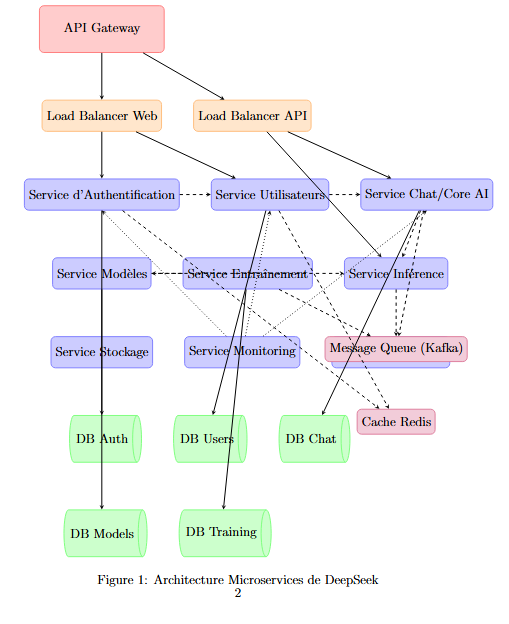 API Gateway
Load Balancer Web
Load Balancer API
Service d'Authentification
Service Utilisateurs
Service Chat/Core AI
Service Modèles
Service Entraînement
Service Inférence
Service Stockage
Service Monitoring
Message Queue (Kafka)
Cache Redis
DB Auth
DB Users
DB Chat
DB Models
DB Training
Figure 1: Architecture Microservices de DeepSeek
2